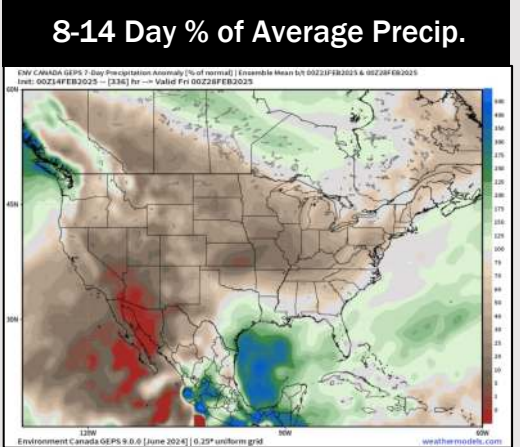 8-14 Day % of Average Precip.
ENV CANADA GEPS 7-Day Precipitation Anomaly [% of normal] | Ensemble Mean b/t 00Z21FEB2025 & 00Z28FEB2025
Init: 00Z14FEB2025 -- [336] hr --> Valid Fri 00Z28FEB2025
60N
45N
30N
120W
90W
60W
Environment Canada GEPS 9.0.0 [June 2024] | 0.25° uniform grid
weathermodels.com